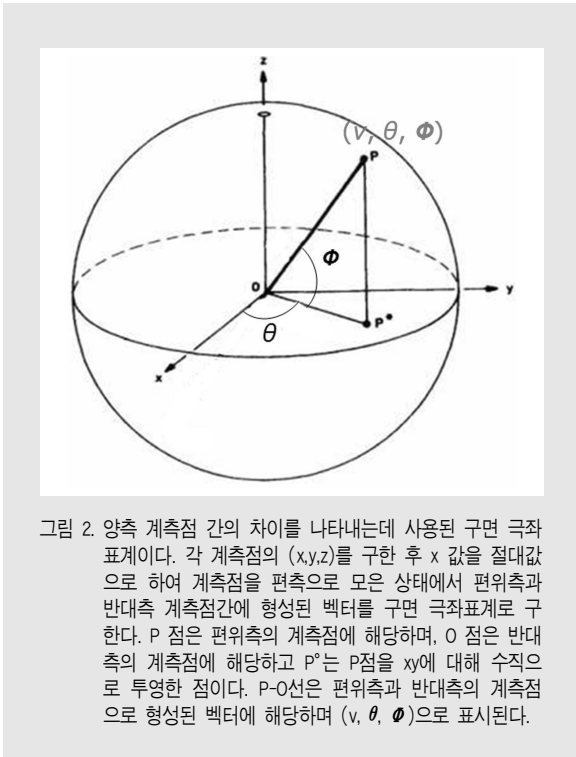 z
(v, θ, Φ)
P
Φ
O
y
P°
θ
x
그림 2. 양측 계측점 간의 차이를 나타내는데 사용된 구면 극좌
표계이다. 각 계측점의 (x,y,z)를 구한 후 x 값을 절대값
으로 하여 계측점을 편측으로 모은 상태에서 편위측과
반대측 계측점간에 형성된 벡터를 구면 극좌표계로 구
한다. P 점은 편위측의 계측점에 해당하며, O 점은 반대
측의 계측점에 해당하고 P°는 P점을 xy에 대해 수직으
로 투영한 점이다. P-O선은 편위측과 반대측의 계측점
으로 형성된 벡터에 해당하며 (v, θ, Φ)으로 표시된다.